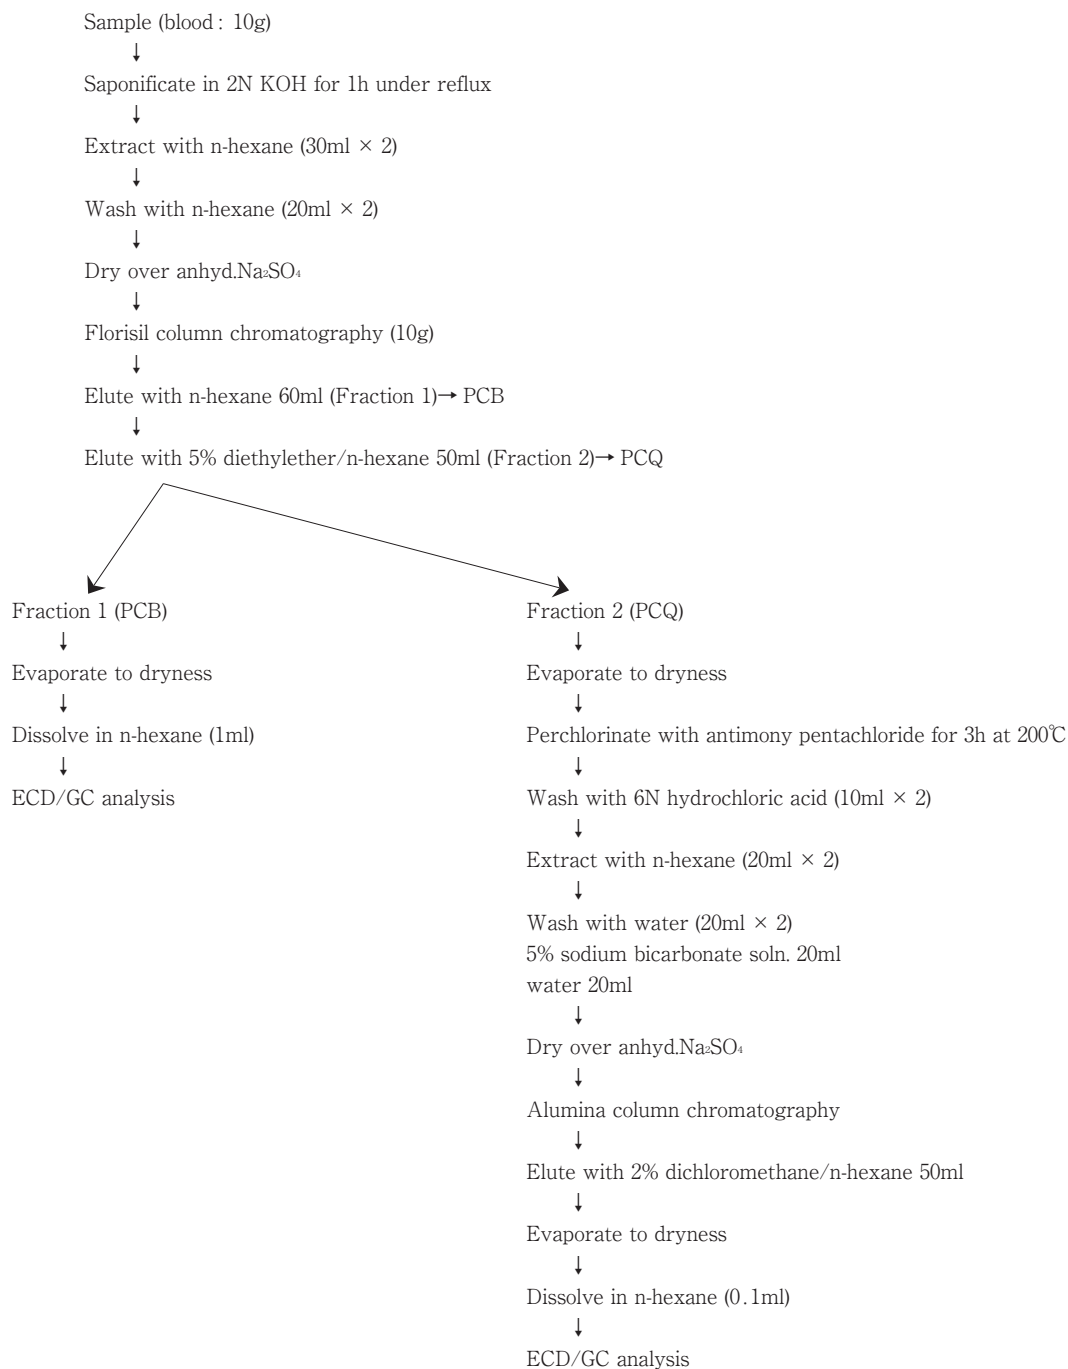 Sample (blood : 10g)
↓
Saponificate in 2N KOH for 1h under reflux
↓
Extract with n-hexane (30ml × 2)
↓
Wash with n-hexane (20ml × 2)
↓
Dry over anhyd.Na₂SO₄
↓
Florisil column chromatography (10g)
↓
Elute with n-hexane 60ml (Fraction 1)→ PCB
↓
Elute with 5% diethylether/n-hexane 50ml (Fraction 2)→ PCQ
Fraction 1 (PCB)
↓
Evaporate to dryness
↓
Dissolve in n-hexane (1ml)
↓
ECD/GC analysis
Fraction 2 (PCQ)
↓
Evaporate to dryness
↓
Perchlorinate with antimony pentachloride for 3h at 200℃
↓
Wash with 6N hydrochloric acid (10ml × 2)
↓
Extract with n-hexane (20ml × 2)
↓
Wash with water (20ml × 2)
5% sodium bicarbonate soln. 20ml
water 20ml
↓
Dry over anhyd.Na₂SO₄
↓
Alumina column chromatography
↓
Elute with 2% dichloromethane/n-hexane 50ml
↓
Evaporate to dryness
↓
Dissolve in n-hexane (0.1ml)
↓
ECD/GC analysis